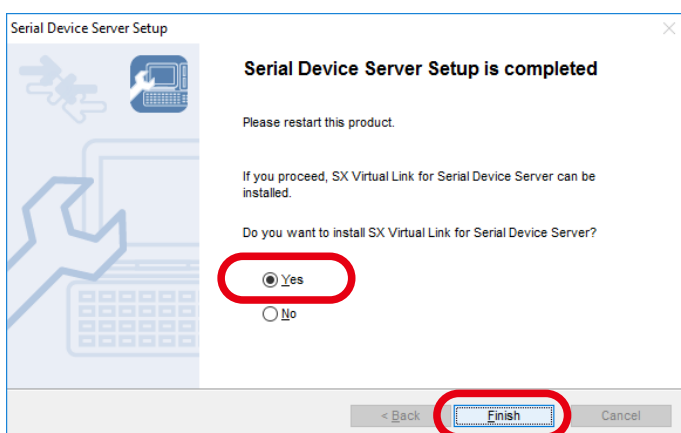 Serial Device Server Setup
Serial Device Server Setup is completed
Please restart this product.
If you proceed, SX Virtual Link for Serial Device Server can be
installed.
Do you want to install SX Virtual Link for Serial Device Server?
Yes
No
< Back
Finish
Cancel